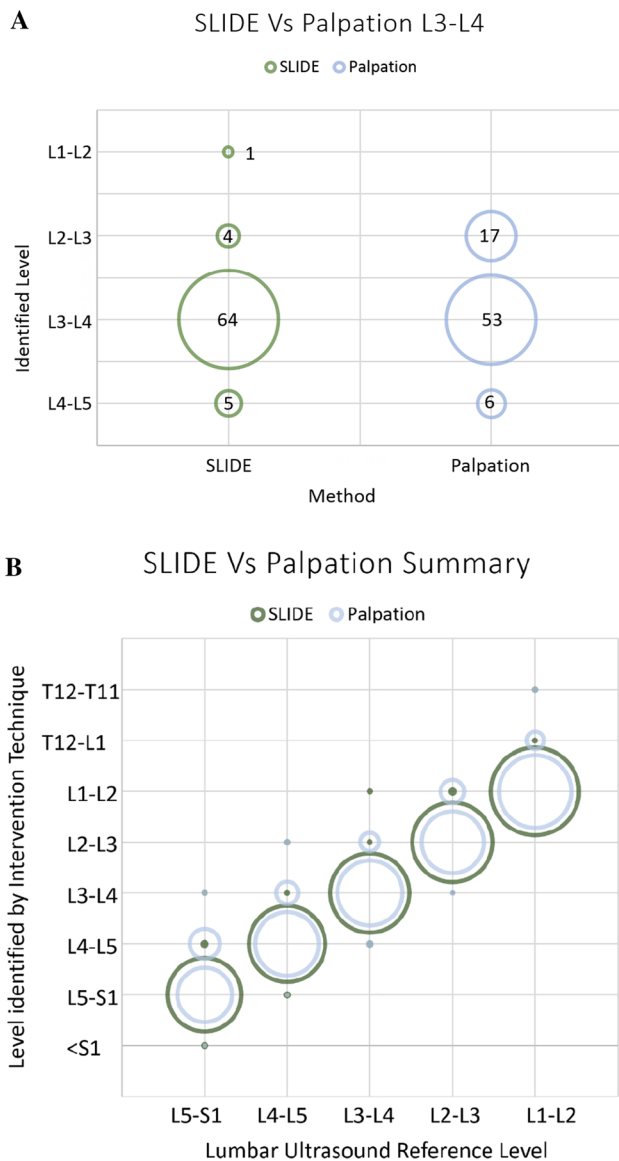 A
SLIDE Vs Palpation L3-L4
SLIDE Palpation
Identified Level
L1-L2
1
L2-L3
4
17
L3-L4
64
53
L4-L5
5
6
SLIDE
Palpation
Method
B
SLIDE Vs Palpation Summary
SLIDE Palpation
Level identified by Intervention Technique
T12-T11
T12-L1
L1-L2
L2-L3
L3-L4
L4-L5
L5-S1
<S1
L5-S1 L4-L5 L3-L4 L2-L3 L1-L2
Lumbar Ultrasound Reference Level